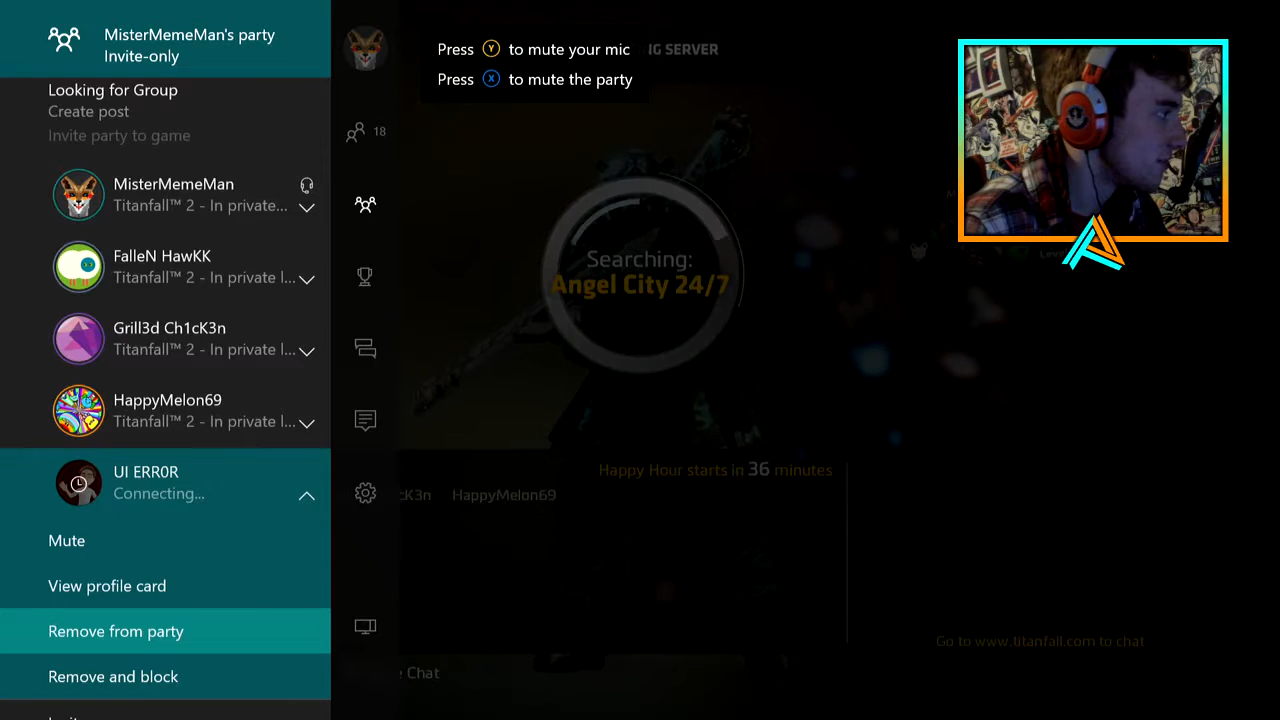 MisterMemeMan's party
Invite-only
Looking for Group
Create post
Invite party to game
MisterMemeMan
Titanfall™ 2 - In private...
FalleN HawKK
Titanfall™ 2 - In private l...
Grill3d Ch1cK3n
Titanfall™ 2 - In private l...
HappyMelon69
Titanfall™ 2 - In private l...
UI ERR0R
Connecting...
Mute
View profile card
Remove from party
Remove and block
18
Press Y to mute your mic
Press X to mute the party
IG SERVER
Searching:
Angel City 24/7
Happy Hour starts in 36 minutes
cK3n HappyMelon69
Go to www.titanfall.com to chat
Chat